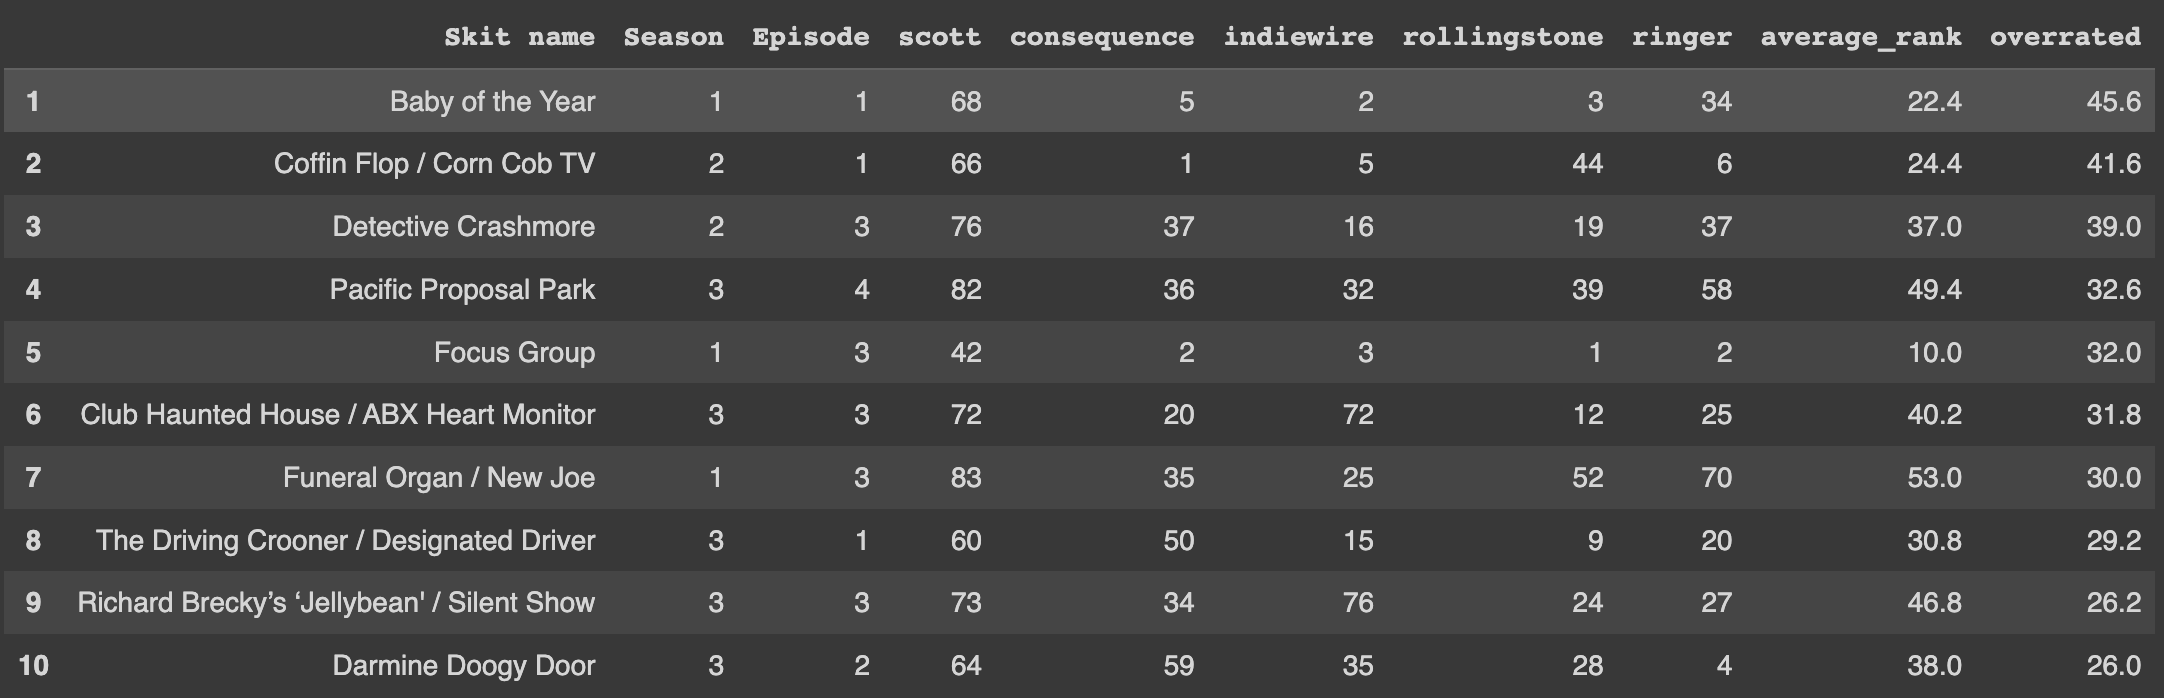 Skit name Season Episode scott consequence indiewire rollingstone ringer average_rank overrated
1 Baby of the Year 1 1 68 5 2 3 34 22.4 45.6
2 Coffin Flop / Corn Cob TV 2 1 66 1 5 44 6 24.4 41.6
3 Detective Crashmore 2 3 76 37 16 19 37 37.0 39.0
4 Pacific Proposal Park 3 4 82 36 32 39 58 49.4 32.6
5 Focus Group 1 3 42 2 3 1 2 10.0 32.0
6 Club Haunted House / ABX Heart Monitor 3 3 72 20 72 12 25 40.2 31.8
7 Funeral Organ / New Joe 1 3 83 35 25 52 70 53.0 30.0
8 The Driving Crooner / Designated Driver 3 1 60 50 15 9 20 30.8 29.2
9 Richard Brecky’s ‘Jellybean' / Silent Show 3 3 73 34 76 24 27 46.8 26.2
10 Darmine Doogy Door 3 2 64 59 35 28 4 38.0 26.0